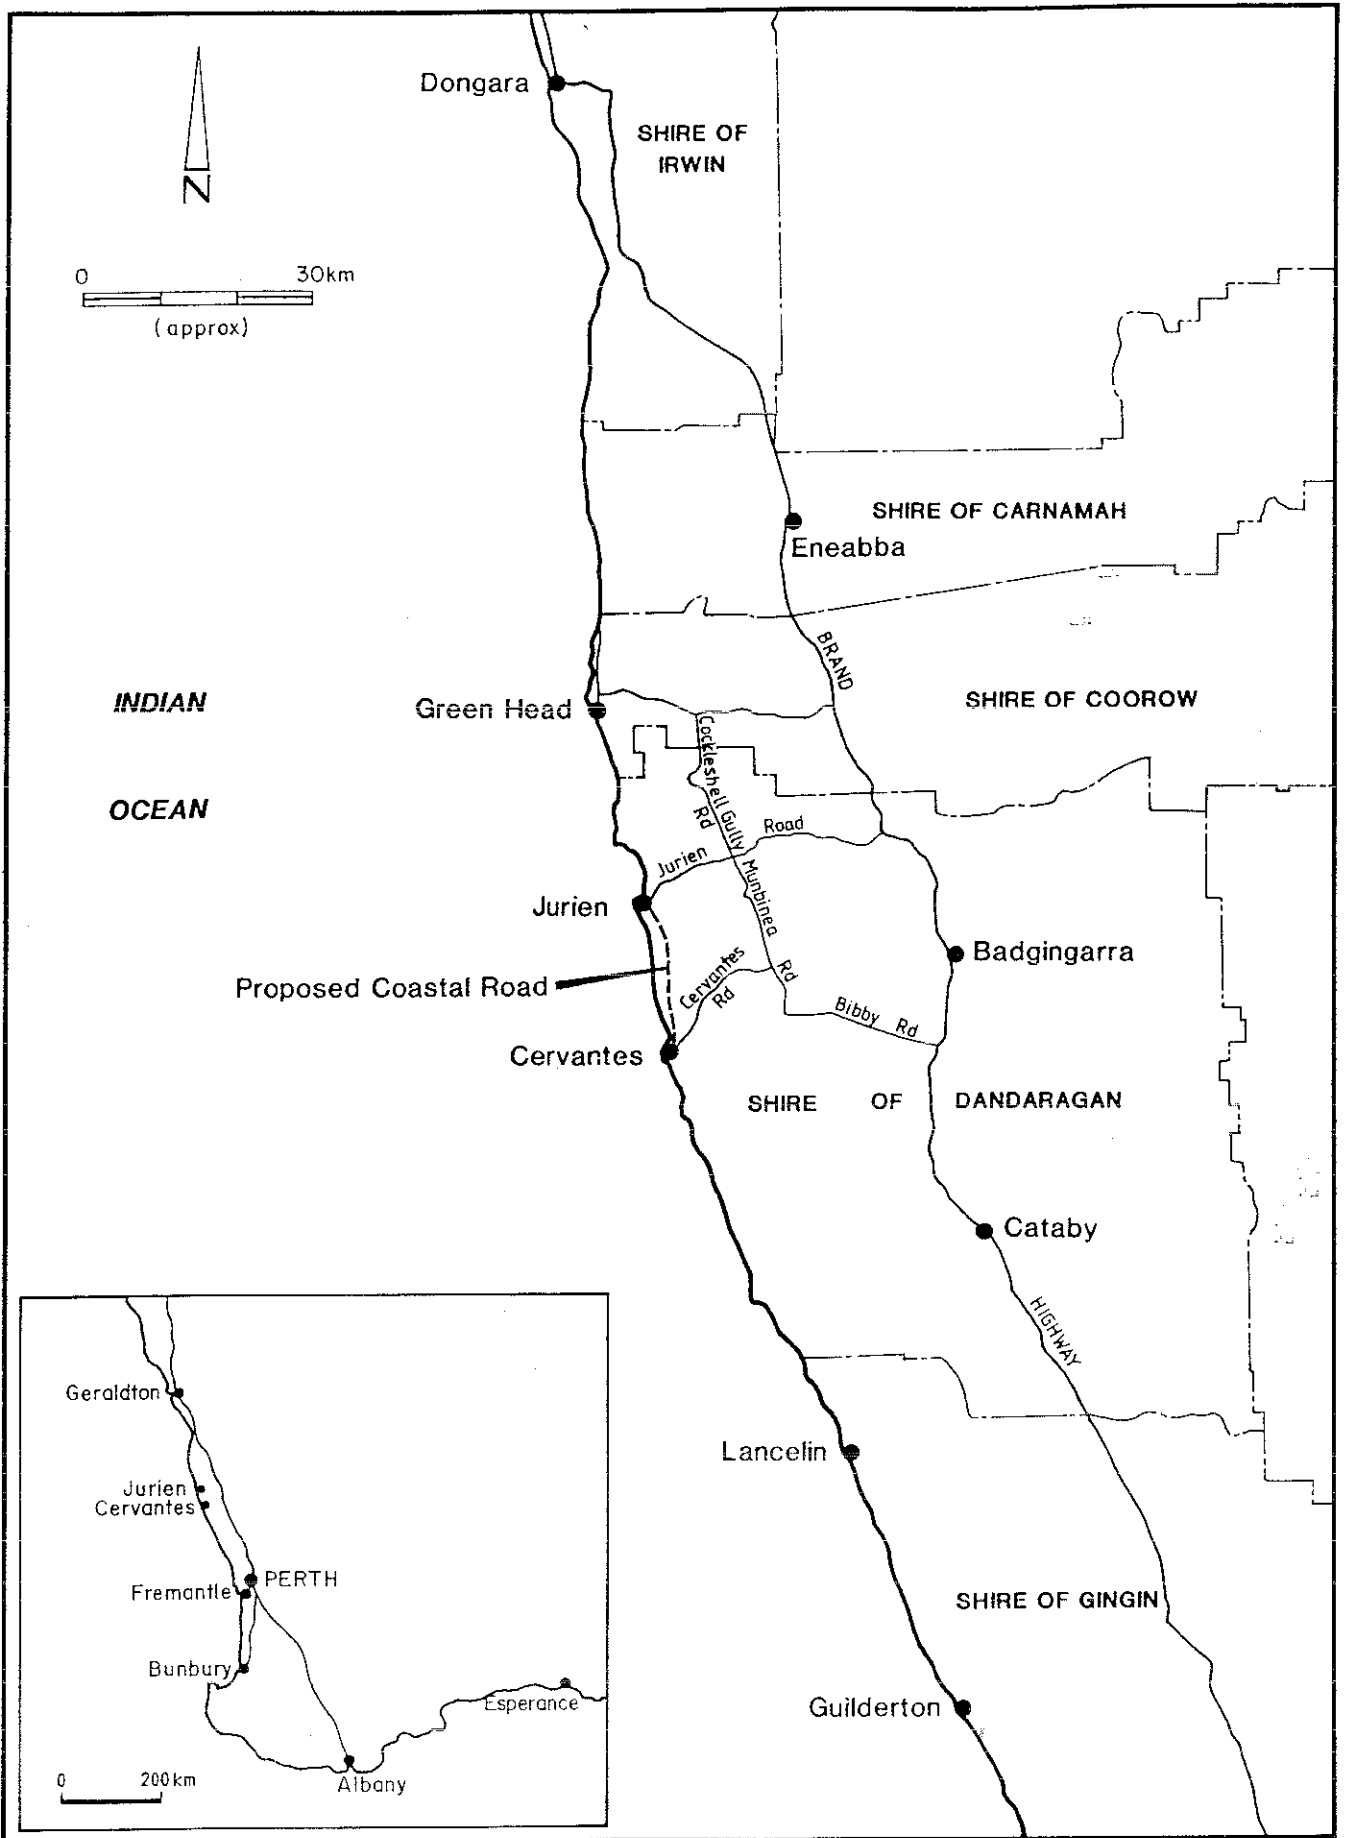 Dongara
SHIRE OF
IRWIN
N
0 30km
(approx)
SHIRE OF CARNAMAH
Eneabba
BRAND
INDIAN
Green Head
SHIRE OF COOROW
Cockleshell Gully
Rd
OCEAN
Jurien Road
Munbinea
Rd
Jurien
Badgingarra
Proposed Coastal Road
Cervantes
Rd
Bibby Rd
Cervantes
SHIRE OF DANDARAGAN
Cataby
HIGHWAY
Lancelin
SHIRE OF GINGIN
Guilderton
Geraldton
Jurien
Cervantes
PERTH
Fremantle
Bunbury
Esperance
0 200km
Albany